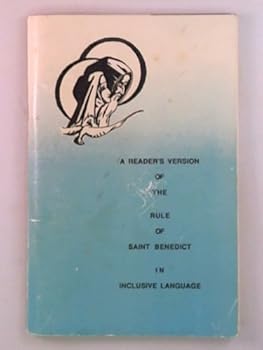 A READER'S VERSION
OF
THE
RULE
OF
SAINT BENEDICT
IN
INCLUSIVE LANGUAGE